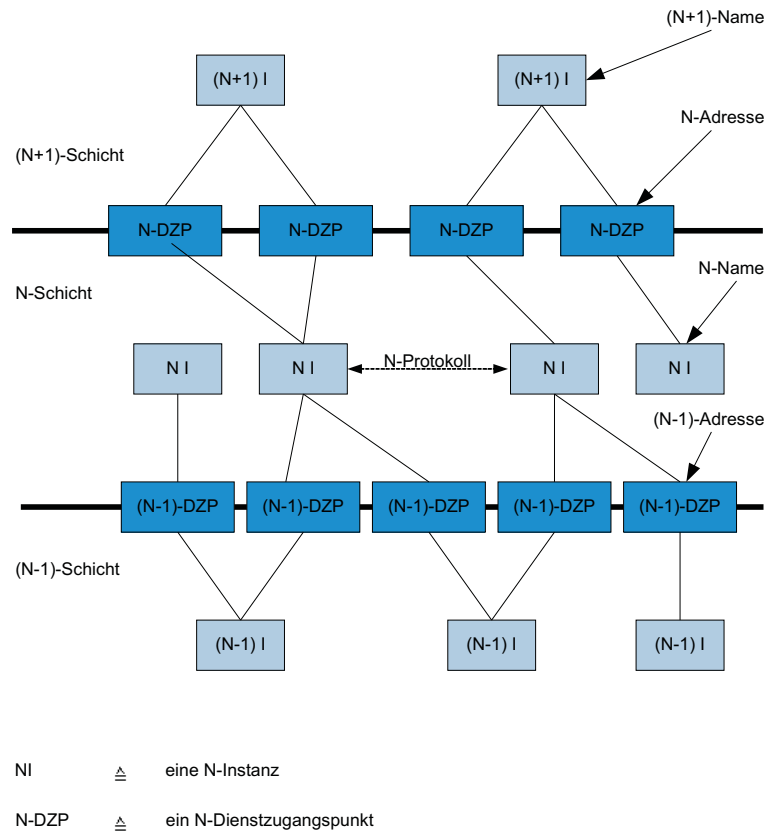 (N+1)-Name
(N+1) I
(N+1) I
N-Adresse
(N+1)-Schicht
N-DZP
N-DZP
N-DZP
N-DZP
N-Schicht
N-Name
N I
N I
N-Protokoll
N I
N I
(N-1)-Adresse
(N-1)-DZP
(N-1)-DZP
(N-1)-DZP
(N-1)-DZP
(N-1)-DZP
(N-1)-Schicht
(N-1) I
(N-1) I
(N-1) I
NI ≙ eine N-Instanz
N-DZP ≙ ein N-Dienstzugangspunkt